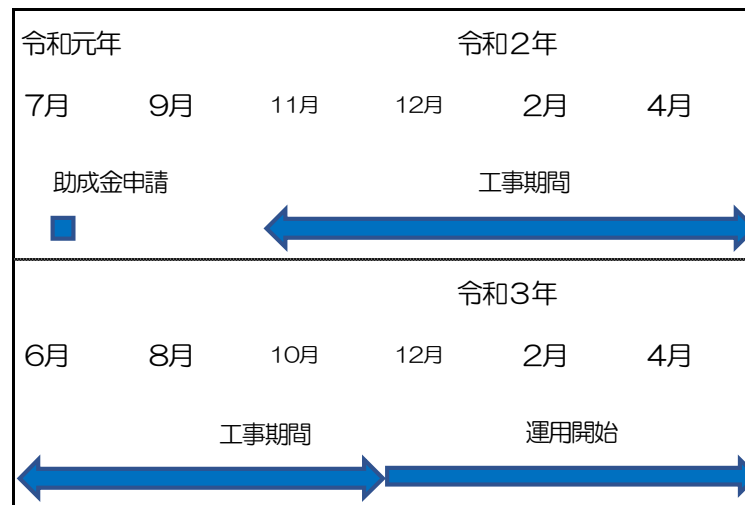 令和元年 令和2年
7月 9月 11月 12月 2月 4月
助成金申請 工事期間
令和3年
6月 8月 10月 12月 2月 4月
工事期間 運用開始